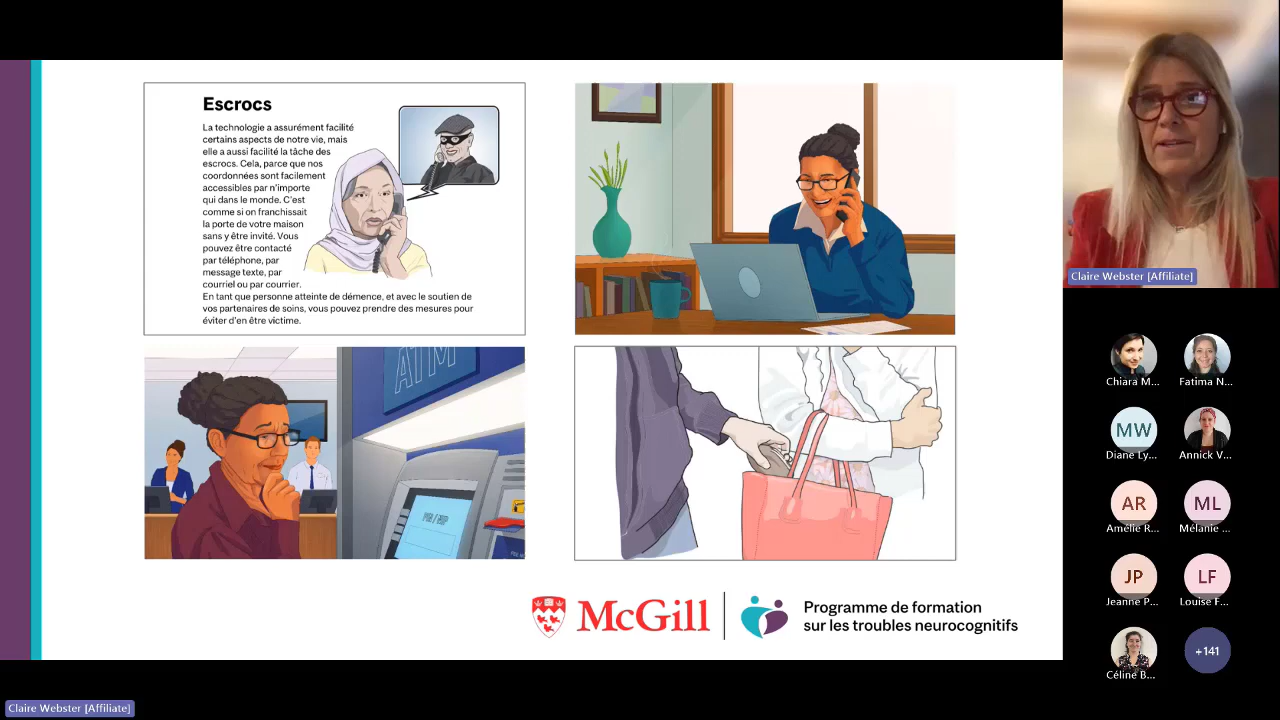 Escrocs
La technologie a assurément facilité
certains aspects de notre vie, mais
elle a aussi facilité la tâche des
escrocs. Cela, parce que nos
coordonnées sont facilement
accessibles par n'importe
qui dans le monde. C'est
comme si on franchissait
la porte de votre maison
sans y être invité. Vous
pouvez être contacté
par téléphone, par
message texte, par
courriel ou par courrier.
En tant que personne atteinte de démence, et avec le soutien de
vos partenaires de soins, vous pouvez prendre des mesures pour
éviter d'en être victime.
ATM
McGill
Programme de formation
sur les troubles neurocognitifs
Claire Webster [Affiliate]
Chiara M...
Fatima N...
MW
Diane Ly...
Annick V...
AR
Amélie R...
ML
Mélanie ...
JP
Jeanne P...
LF
Louise F...
Céline B...
+141
Claire Webster [Affiliate]